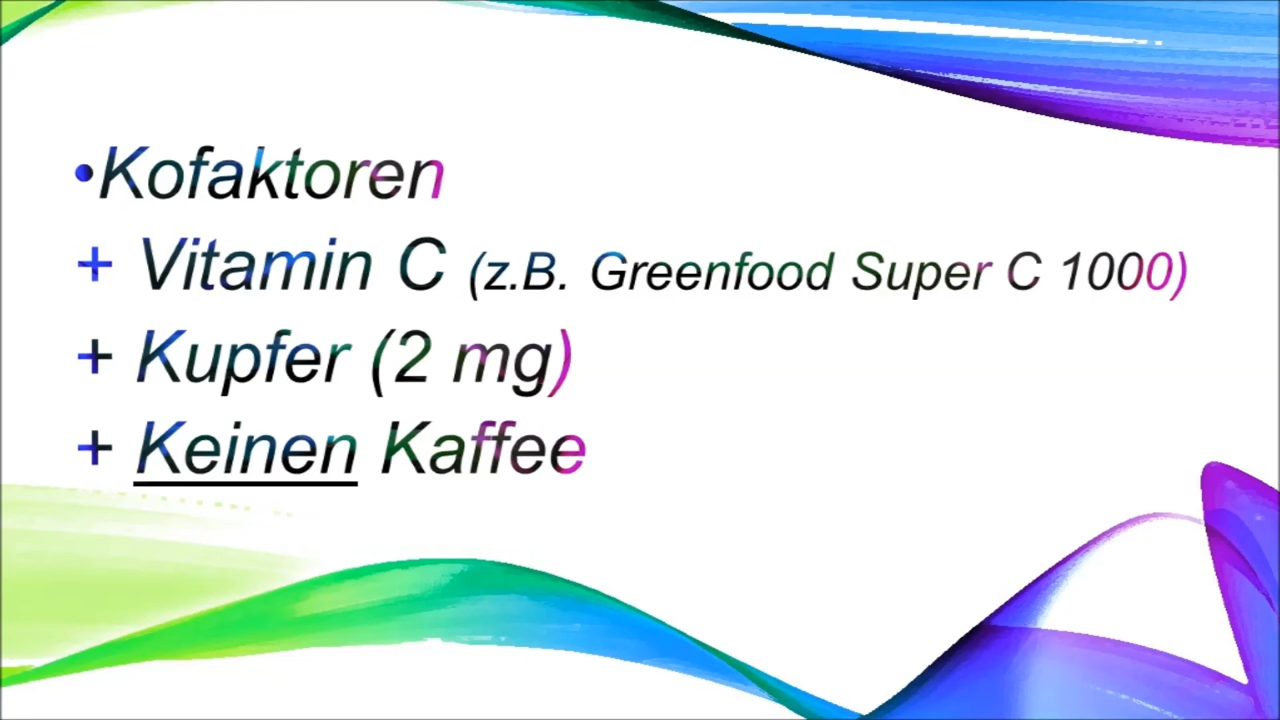 •Kofaktoren
+ Vitamin C (z.B. Greenfood Super C 1000)
+ Kupfer (2 mg)
+ Keinen Kaffee